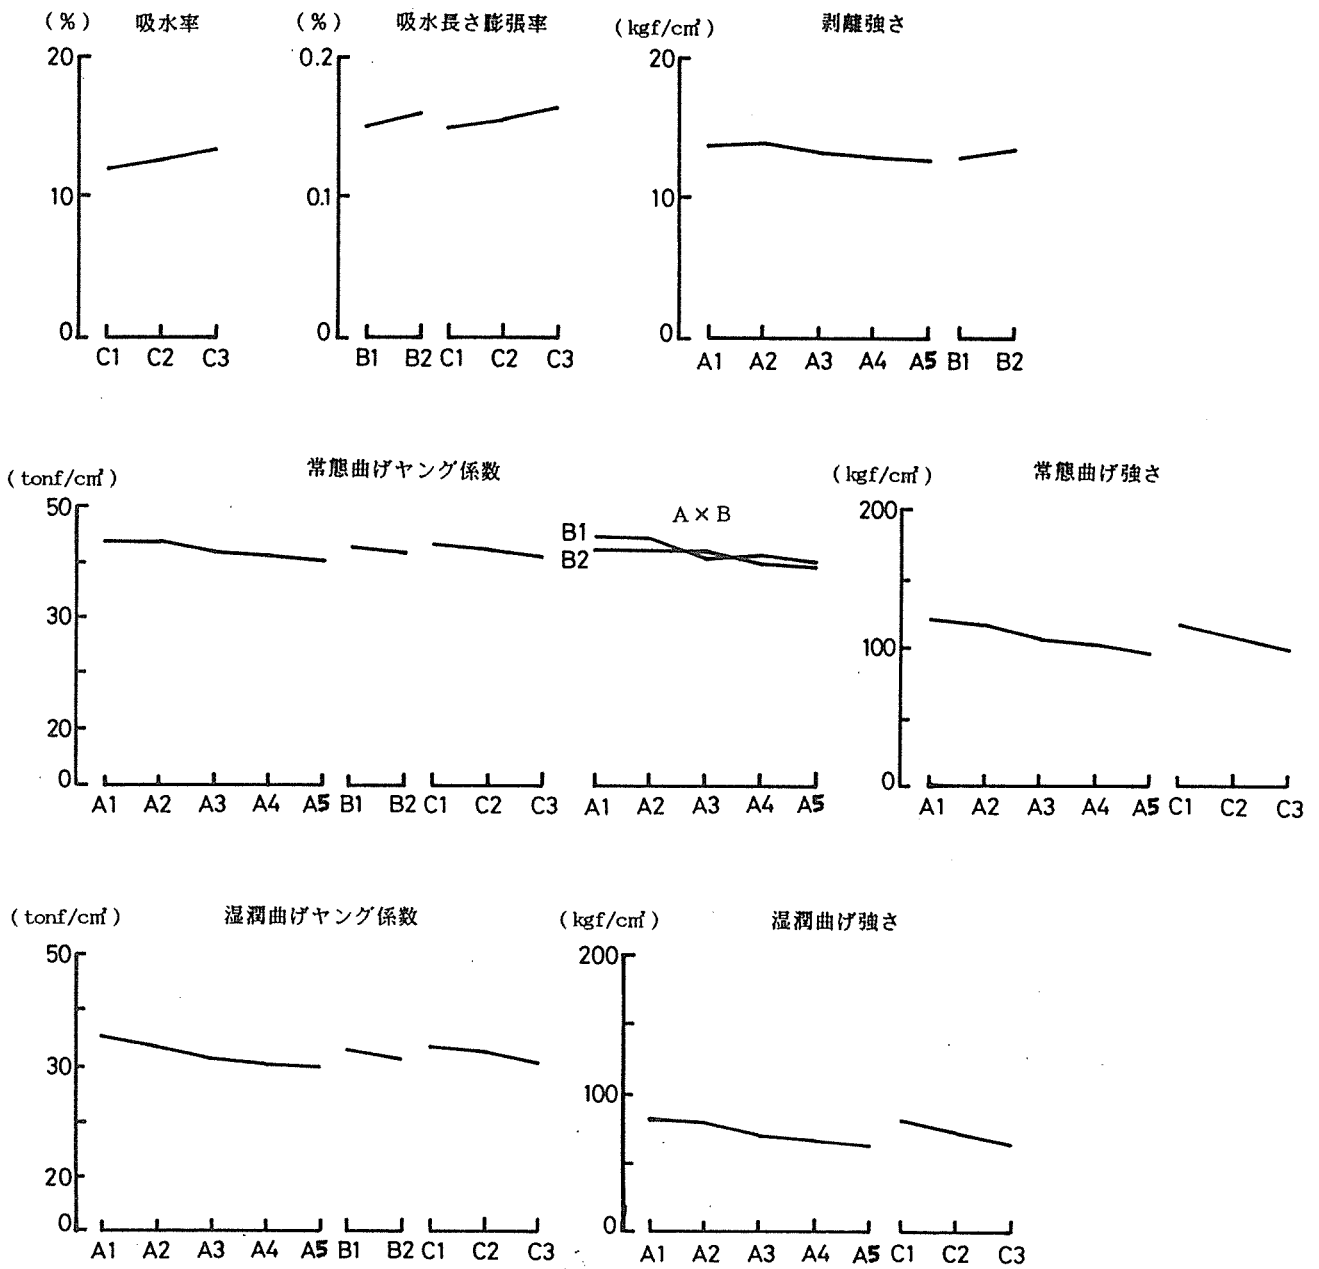 (%) 吸水率
20
10
0
C1 C2 C3
(%) 吸水長さ膨張率
0.2
0.1
0
B1 B2 C1 C2 C3
(kgf/c㎡) 剥離強さ
20
10
0
A1 A2 A3 A4 A5 B1 B2
(tonf/c㎡) 常態曲げヤング係数
50
30
20
0
A1 A2 A3 A4 A5 B1 B2 C1 C2 C3
A×B
B1
B2
A1 A2 A3 A4 A5
(kgf/c㎡) 常態曲げ強さ
200
100
0
A1 A2 A3 A4 A5 C1 C2 C3
(tonf/c㎡) 湿潤曲げヤング係数
50
30
20
0
A1 A2 A3 A4 A5 B1 B2 C1 C2 C3
(kgf/c㎡) 湿潤曲げ強さ
200
100
0
A1 A2 A3 A4 A5 C1 C2 C3